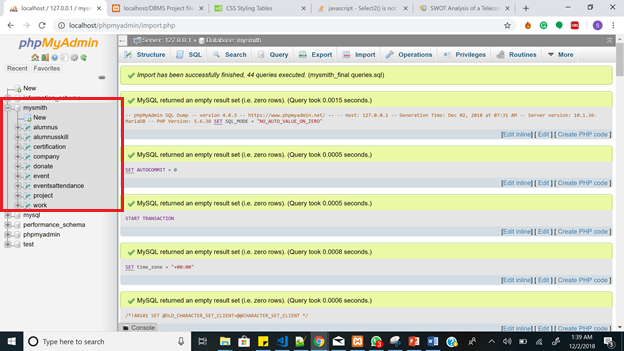 localhost / 127.0.0.1 / mysmith
localhost/DBMS Project files/
CSS Styling Tables
javascript - Select2() is not
SWOT Analysis of a Telecom
localhost/phpmyadmin/import.php
phpMyAdmin
Recent Favorites
New
information_schema
mysmith
New
alumnus
alumnusskill
certification
company
donate
event
eventsattendance
project
work
mysql
performance_schema
phpmyadmin
test
Server: 127.0.0.1 » Database: mysmith
Structure SQL Search Query Export Import Operations Privileges Routines More
Import has been successfully finished, 44 queries executed. (mysmith_final queries.sql)
MySQL returned an empty result set (i.e. zero rows). (Query took 0.0015 seconds.)
-- phpMyAdmin SQL Dump -- version 4.8.3 -- https://www.phpmyadmin.net/ -- -- Host: 127.0.0.1 -- Generation Time: Dec 02, 2018 at 07:31 AM -- Server version: 10.1.36-
MariaDB -- PHP Version: 5.6.38 SET SQL_MODE = "NO_AUTO_VALUE_ON_ZERO"
[Edit inline] [ Edit ] [ Create PHP code ]
MySQL returned an empty result set (i.e. zero rows). (Query took 0.0005 seconds.)
SET AUTOCOMMIT = 0
[Edit inline] [ Edit ] [ Create PHP code ]
MySQL returned an empty result set (i.e. zero rows). (Query took 0.0005 seconds.)
START TRANSACTION
[Edit inline] [ Edit ] [ Create PHP code ]
MySQL returned an empty result set (i.e. zero rows). (Query took 0.0008 seconds.)
SET time_zone = "+00:00"
[Edit inline] [ Edit ] [ Create PHP code ]
MySQL returned an empty result set (i.e. zero rows). (Query took 0.0006 seconds.)
/*!40101 SET @OLD_CHARACTER_SET_CLIENT=@@CHARACTER_SET_CLIENT */
Console
[Edit inline] [ Edit ] [ Create PHP code ]
Type here to search
1:39 AM
12/2/2018